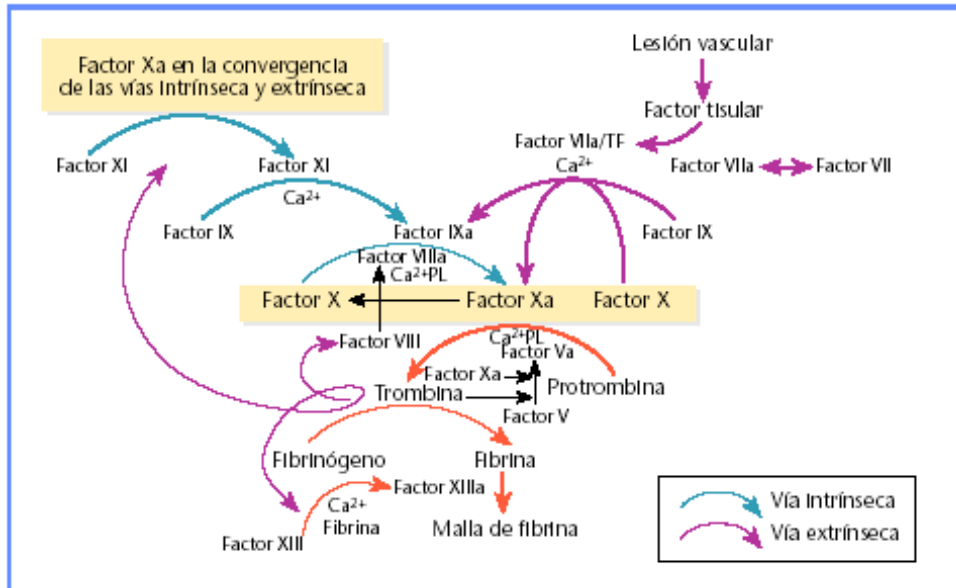 Factor Xa en la convergencia
de las vías intrínseca y extrínseca
Lesión vascular
Factor tisular
Factor VIIa/TF
Ca2+
Factor VIIa
Factor VII
Factor XI
Factor XI
Ca2+
Factor IX
Factor IXa
Factor IX
Factor VIIIa
Ca2+PL
Factor X
Factor Xa
Factor X
Factor VIII
Ca2+PL
Factor Va
Factor Xa
Trombina
Protrombina
Factor V
Fibrinógeno
Fibrina
Factor XIIIa
Ca2+
Fibrina
Factor XIII
Malla de fibrina
Vía intrínseca
Vía extrínseca